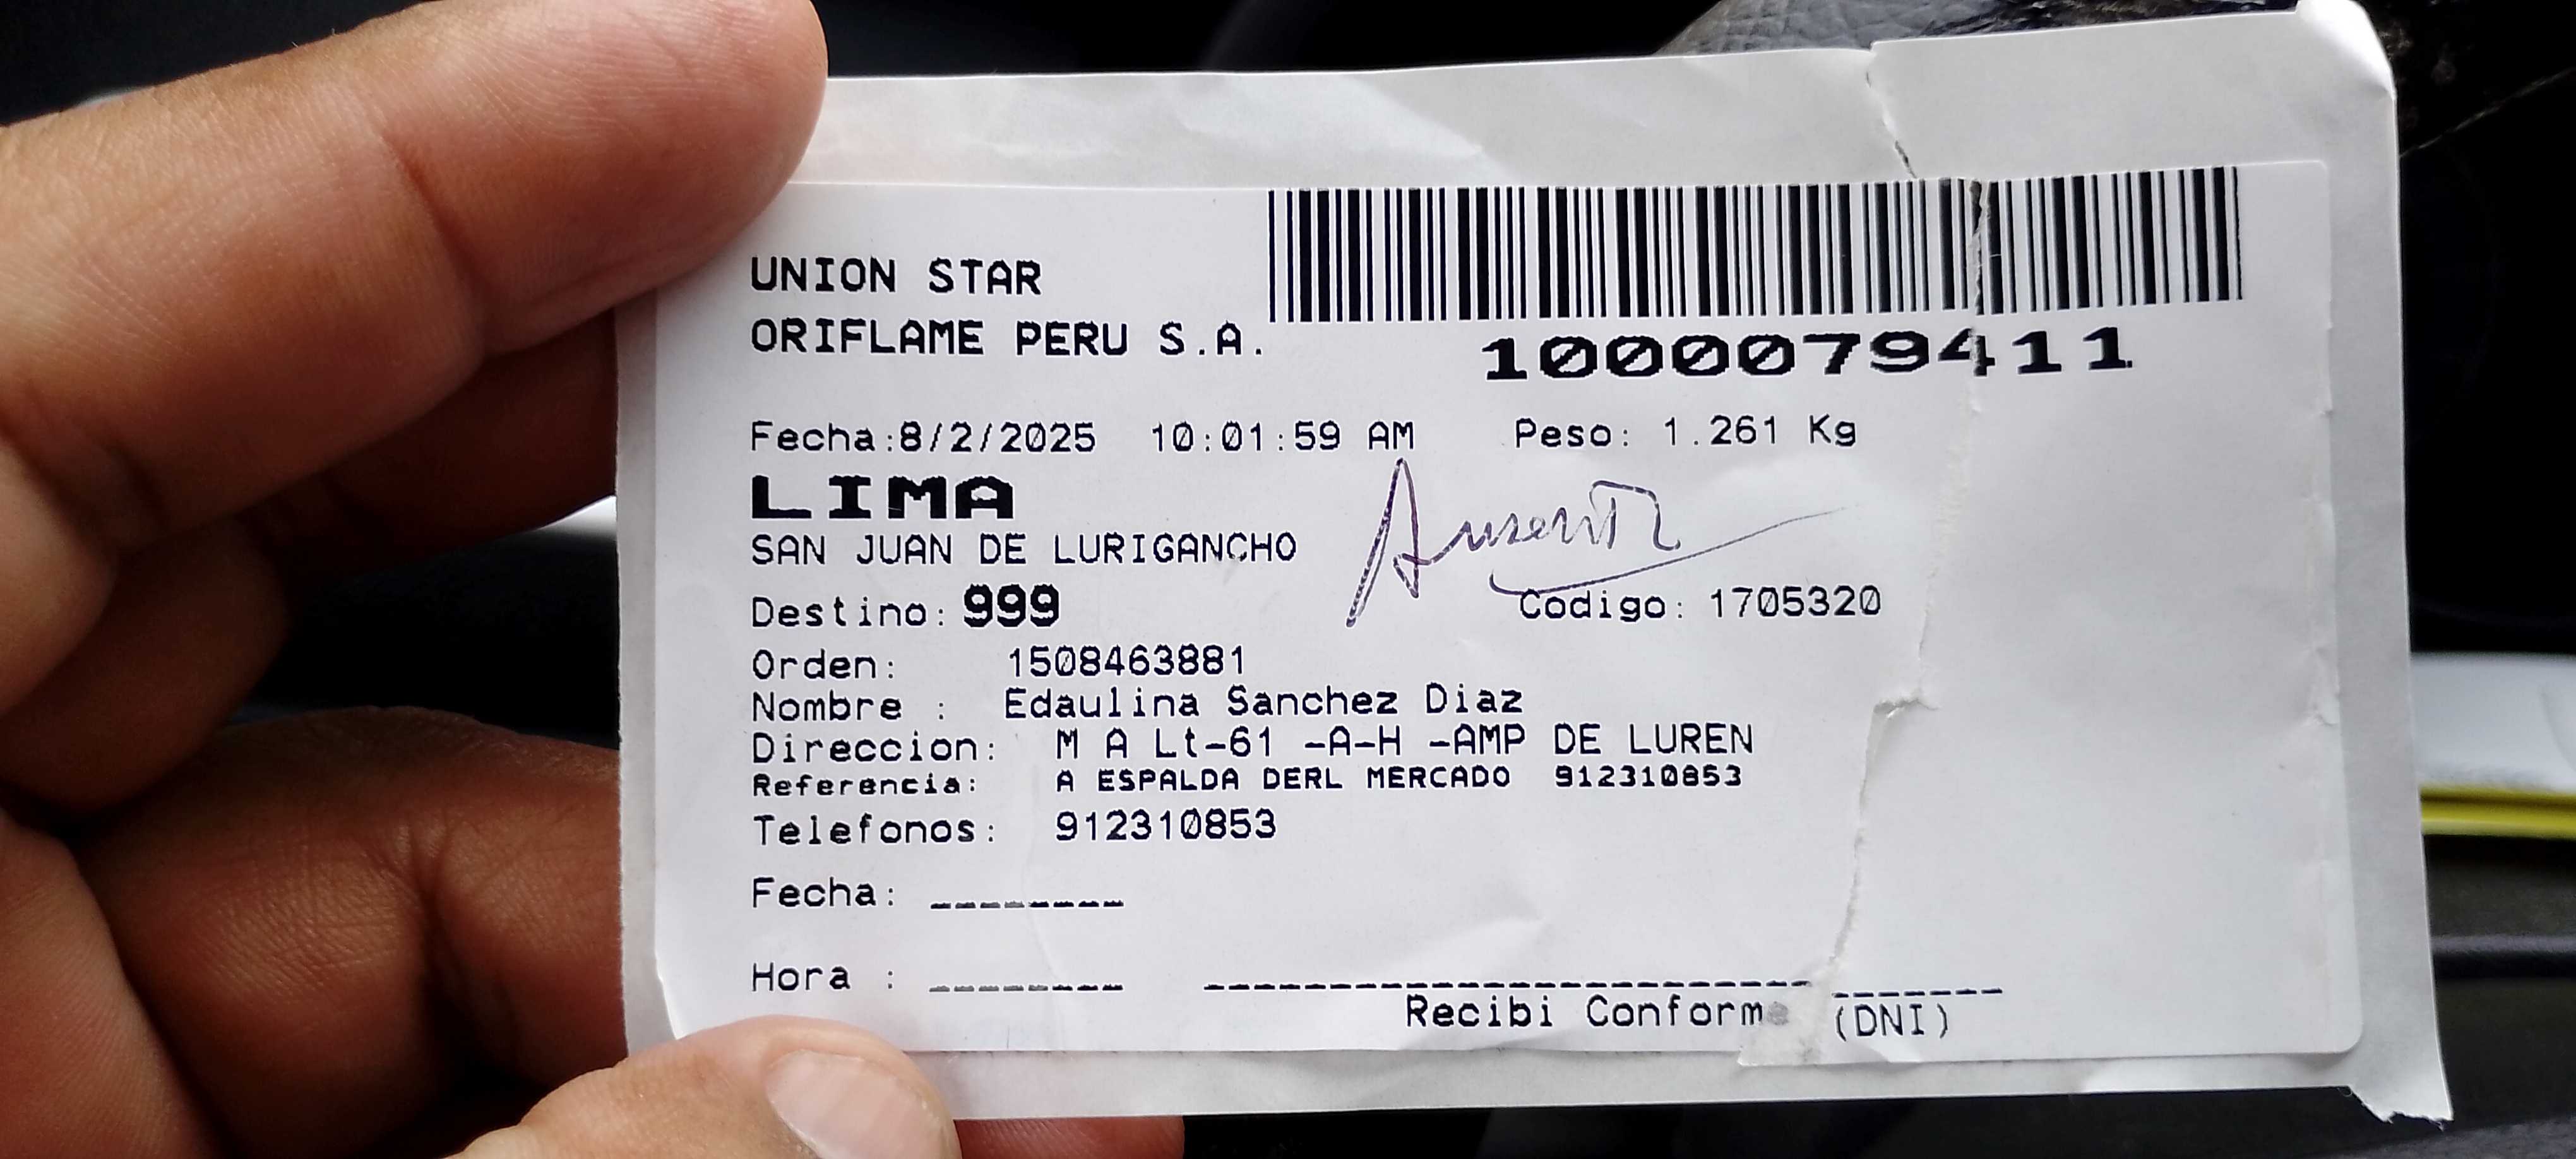 UNION STAR
ORIFLAME PERU S.A.
1000079411
Fecha:8/2/2025 10:01:59 AM Peso: 1.261 Kg
LIMA
Ausente
SAN JUAN DE LURIGANCHO
Destino: 999 Codigo: 1705320
Orden: 1508463881
Nombre : Edaulina Sanchez Diaz
Direccion: M A Lt-61 -A-H -AMP DE LUREN
Referencia: A ESPALDA DERL MERCADO 912310853
Telefonos: 912310853
Fecha: ________
Hora : ________
Recibi Conforme (DNI)